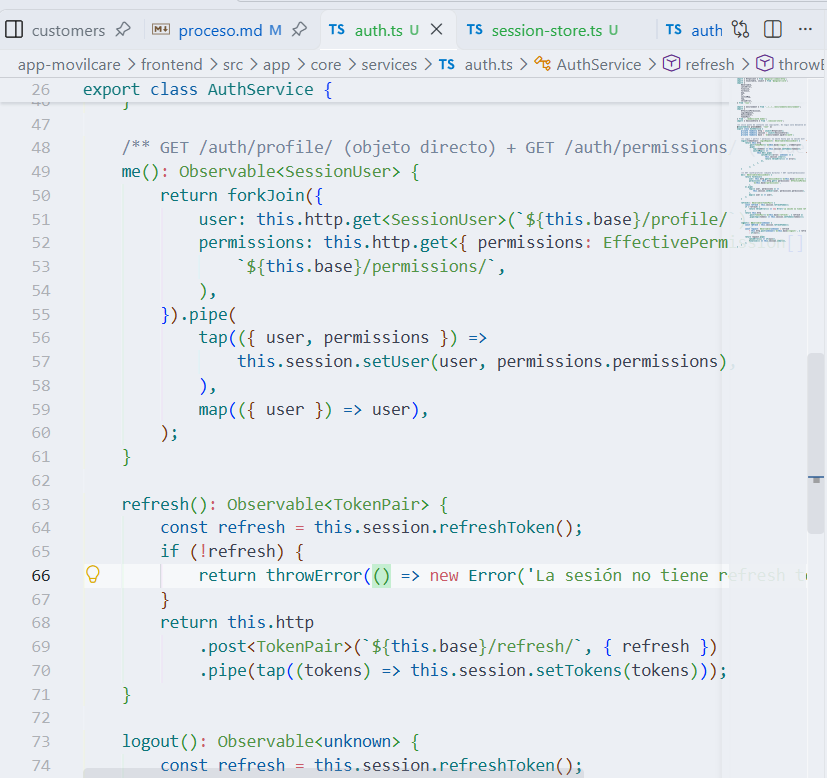 customers proceso.md M TS auth.ts U TS session-store.ts U TS auth
app-movilcare > frontend > src > app > core > services > TS auth.ts > AuthService > refresh > throwE
26 export class AuthService {
46 }
47
48 /** GET /auth/profile/ (objeto directo) + GET /auth/permissions/
49 me(): Observable<SessionUser> {
50 return forkJoin({
51 user: this.http.get<SessionUser>(`${this.base}/profile/`
52 permissions: this.http.get<{ permissions: EffectivePermission[]
53 `${this.base}/permissions/`,
54 ),
55 }).pipe(
56 tap(({ user, permissions }) =>
57 this.session.setUser(user, permissions.permissions),
58 ),
59 map(({ user }) => user),
60 );
61 }
62
63 refresh(): Observable<TokenPair> {
64 const refresh = this.session.refreshToken();
65 if (!refresh) {
66 return throwError(() => new Error('La sesión no tiene refresh to
67 }
68 return this.http
69 .post<TokenPair>(`${this.base}/refresh/`, { refresh })
70 .pipe(tap((tokens) => this.session.setTokens(tokens)));
71 }
72
73 logout(): Observable<unknown> {
74 const refresh = this.session.refreshToken();